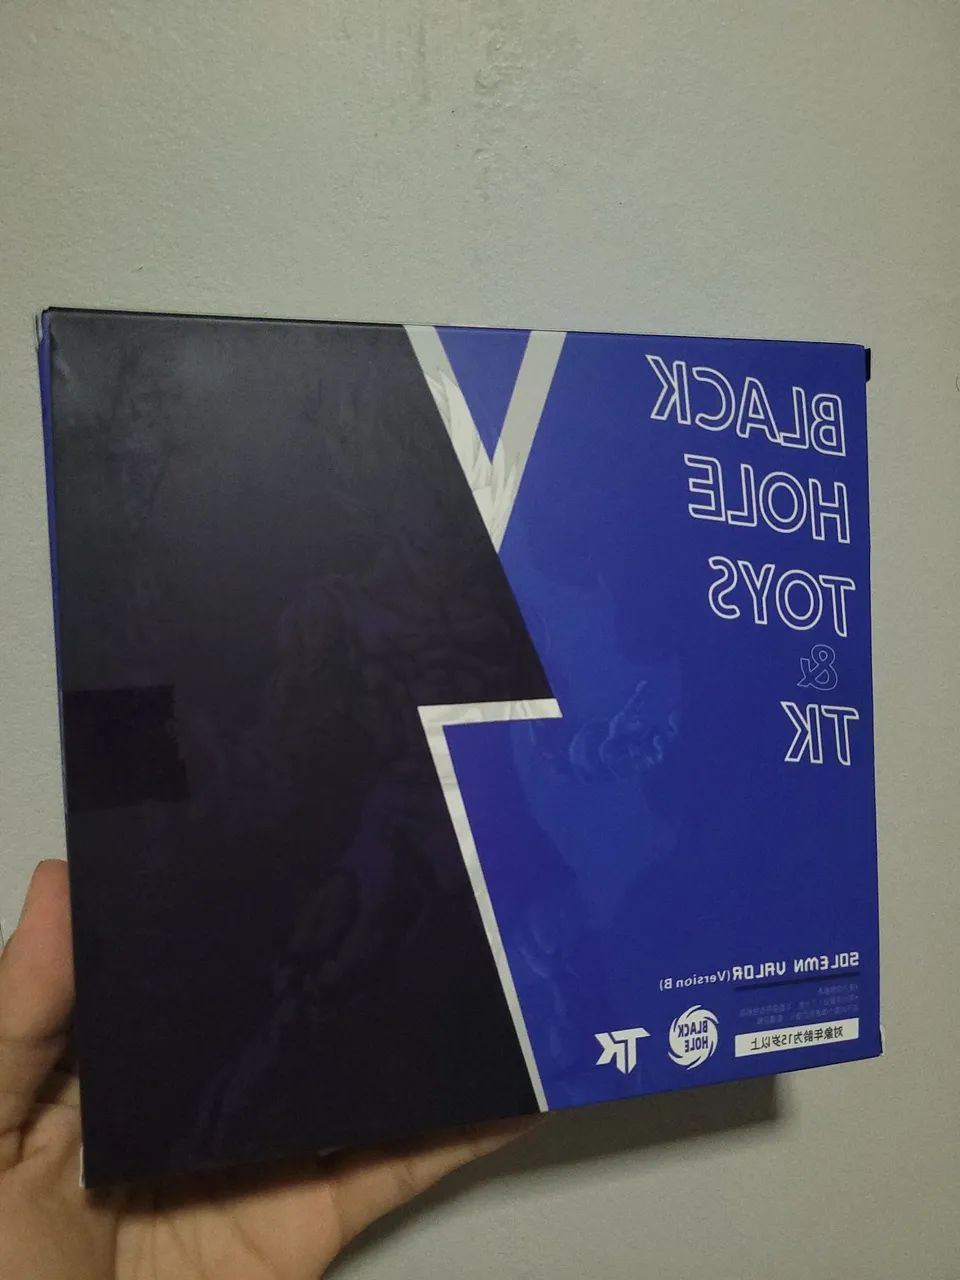 BLACK
HOLE
TOYS
&
TK
SOLEMN VALOR(Version B)
对象年龄为15岁以上
BLACK
HOLE
TK